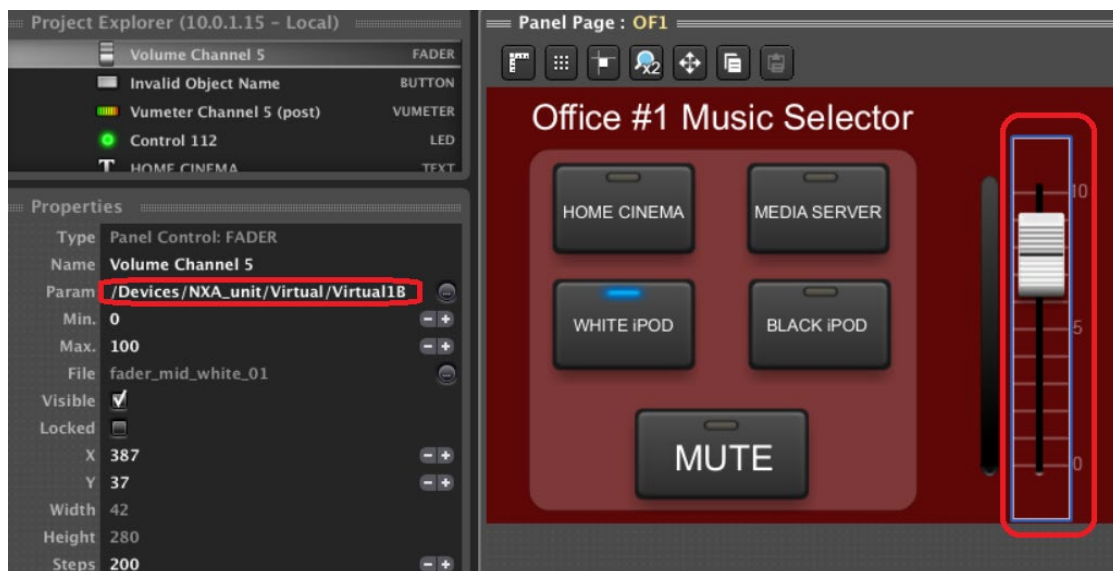 Project Explorer (10.0.1.15 - Local)
Volume Channel 5 FADER
Invalid Object Name BUTTON
Vumeter Channel 5 (post) VUMETER
Control 112 LED
T HOME CINEMA TEXT
Properties
Type Panel Control: FADER
Name Volume Channel 5
Param /Devices/NXA_unit/Virtual/Virtual1B
Min. 0
Max. 100
File fader_mid_white_01
Visible
Locked
X 387
Y 37
Width 42
Height 280
Steps 200
Panel Page : OF1
x2
Office #1 Music Selector
HOME CINEMA
MEDIA SERVER
WHITE iPOD
BLACK iPOD
MUTE
10
5
0